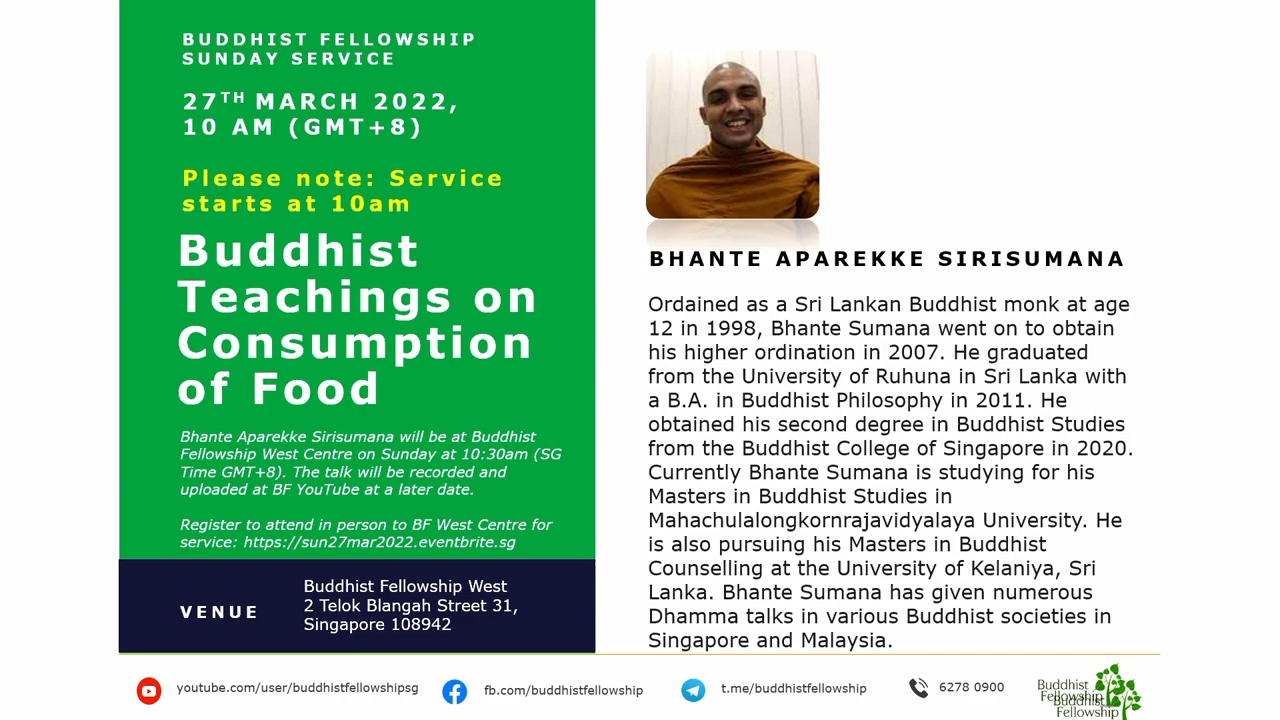 BUDDHIST FELLOWSHIP
SUNDAY SERVICE
27TH MARCH 2022,
10 AM (GMT+8)
Please note: Service
starts at 10am
Buddhist
Teachings on
Consumption
of Food
Bhante Aparekke Sirisumana will be at Buddhist
Fellowship West Centre on Sunday at 10:30am (SG
Time GMT+8). The talk will be recorded and
uploaded at BF YouTube at a later date.
Register to attend in person to BF West Centre for
service: https://sun27mar2022.eventbrite.sg
VENUE
Buddhist Fellowship West
2 Telok Blangah Street 31,
Singapore 108942
BHANTE APAREKKE SIRISUMANA
Ordained as a Sri Lankan Buddhist monk at age
12 in 1998, Bhante Sumana went on to obtain
his higher ordination in 2007. He graduated
from the University of Ruhuna in Sri Lanka with
a B.A. in Buddhist Philosophy in 2011. He
obtained his second degree in Buddhist Studies
from the Buddhist College of Singapore in 2020.
Currently Bhante Sumana is studying for his
Masters in Buddhist Studies in
Mahachulalongkornrajavidyalaya University. He
is also pursuing his Masters in Buddhist
Counselling at the University of Kelaniya, Sri
Lanka. Bhante Sumana has given numerous
Dhamma talks in various Buddhist societies in
Singapore and Malaysia.
youtube.com/user/buddhistfellowshipsg
fb.com/buddhistfellowship
t.me/buddhistfellowship
6278 0900
Buddhist
Fellowship
Buddhist
Fellowship